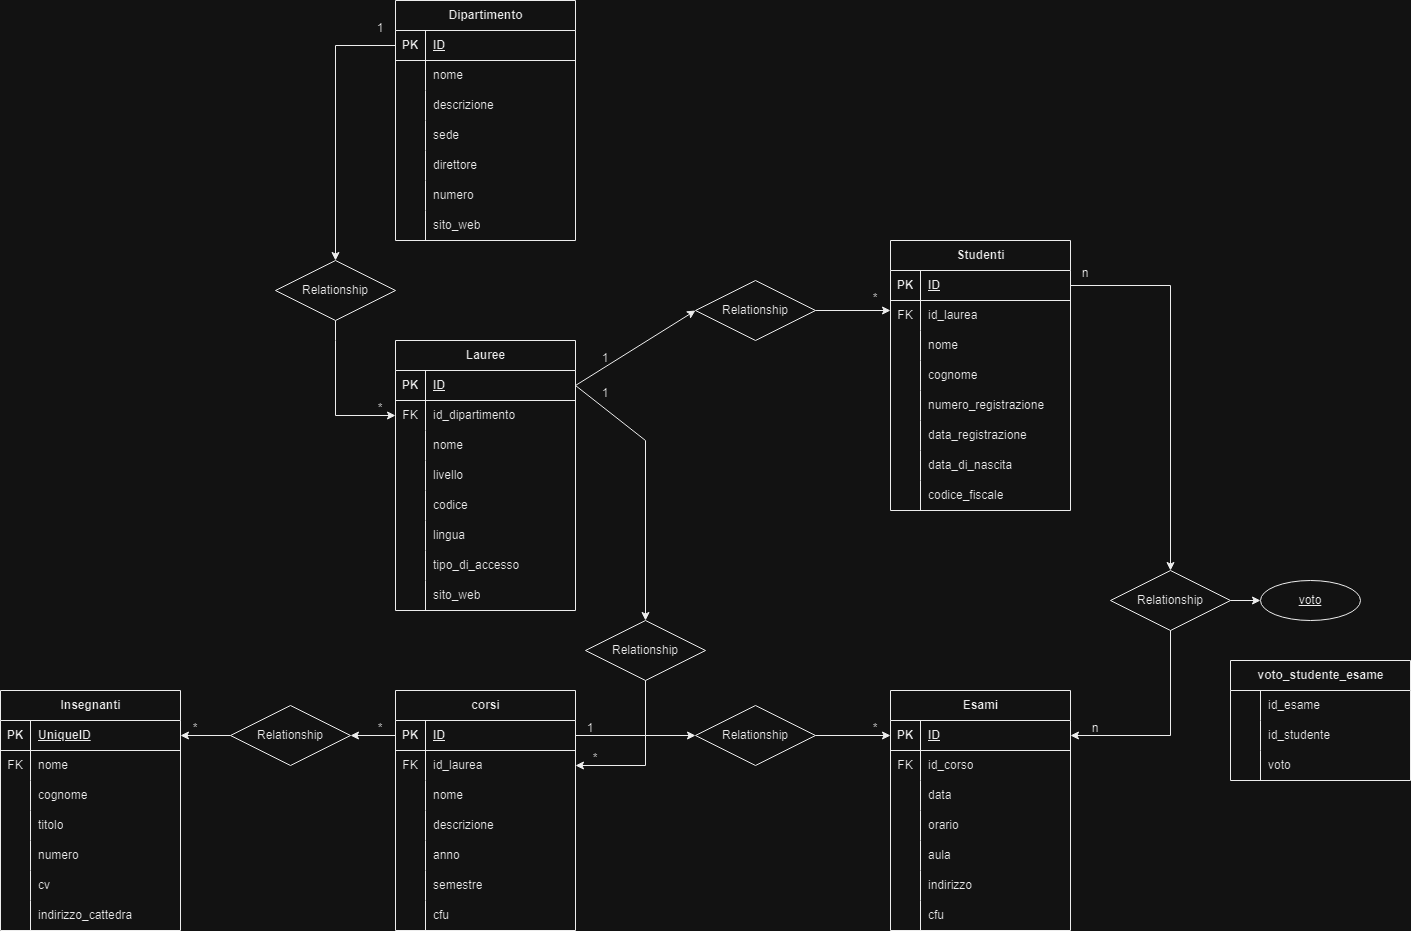 Dipartimento
1
PK ID
nome
descrizione
sede
direttore
numero
sito_web
Relationship
Studenti
PK ID
n
FK id_laurea
nome
cognome
numero_registrazione
data_registrazione
data_di_nascita
codice_fiscale
Relationship
*
1
1
Lauree
PK ID
* FK id_dipartimento
nome
livello
codice
lingua
tipo_di_accesso
sito_web
Relationship
Relationship
voto
voto_studente_esame
id_esame
id_studente
voto
Insegnanti
PK UniqueID
FK nome
cognome
titolo
numero
cv
indirizzo_cattedra
* Relationship *
corsi
PK ID
FK id_laurea
nome
descrizione
anno
semestre
cfu
1 Relationship *
*
Esami
PK ID
n
FK id_corso
data
orario
aula
indirizzo
cfu